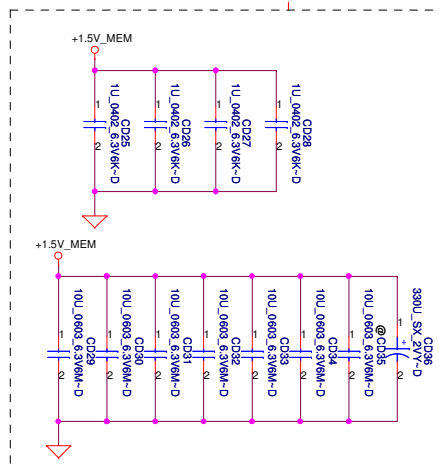 +1.5V_MEM
1
2
1U_0402_6.3V6K~D
CD25
1
2
1U_0402_6.3V6K~D
CD26
1
2
1U_0402_6.3V6K~D
CD27
1
2
1U_0402_6.3V6K~D
CD28
+1.5V_MEM
1
2
10U_0603_6.3V6M~D
CD29
1
2
10U_0603_6.3V6M~D
CD30
1
2
10U_0603_6.3V6M~D
CD31
1
2
10U_0603_6.3V6M~D
CD32
1
2
10U_0603_6.3V6M~D
CD33
1
2
10U_0603_6.3V6M~D
CD34
1
2
10U_0603_6.3V6M~D
@
CD35
1
+
2
330U_SX_2VY~D
CD36